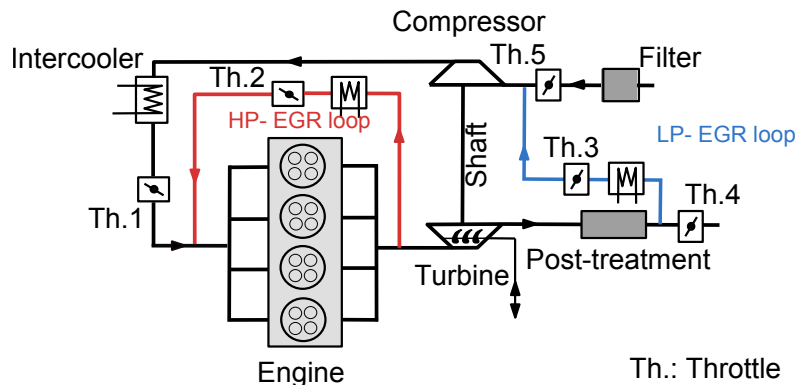 Compressor
Intercooler
Th.2
Th.5
Filter
HP- EGR loop
Shaft
Th.3
LP- EGR loop
Th.1
Th.4
Turbine
Post-treatment
Engine
Th.: Throttle